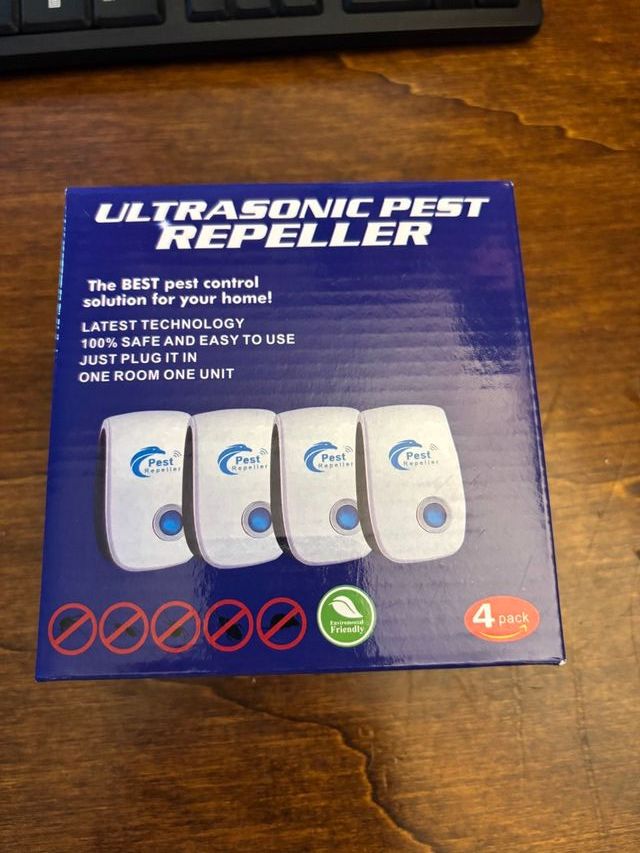 ULTRASONIC PEST
REPELLER
The BEST pest control
solution for your home!
LATEST TECHNOLOGY
100% SAFE AND EASY TO USE
JUST PLUG IT IN
ONE ROOM ONE UNIT
Pest
Repeller
Pest
Repeller
Pest
Repeller
Pest
Repeller
Friendly
4 pack